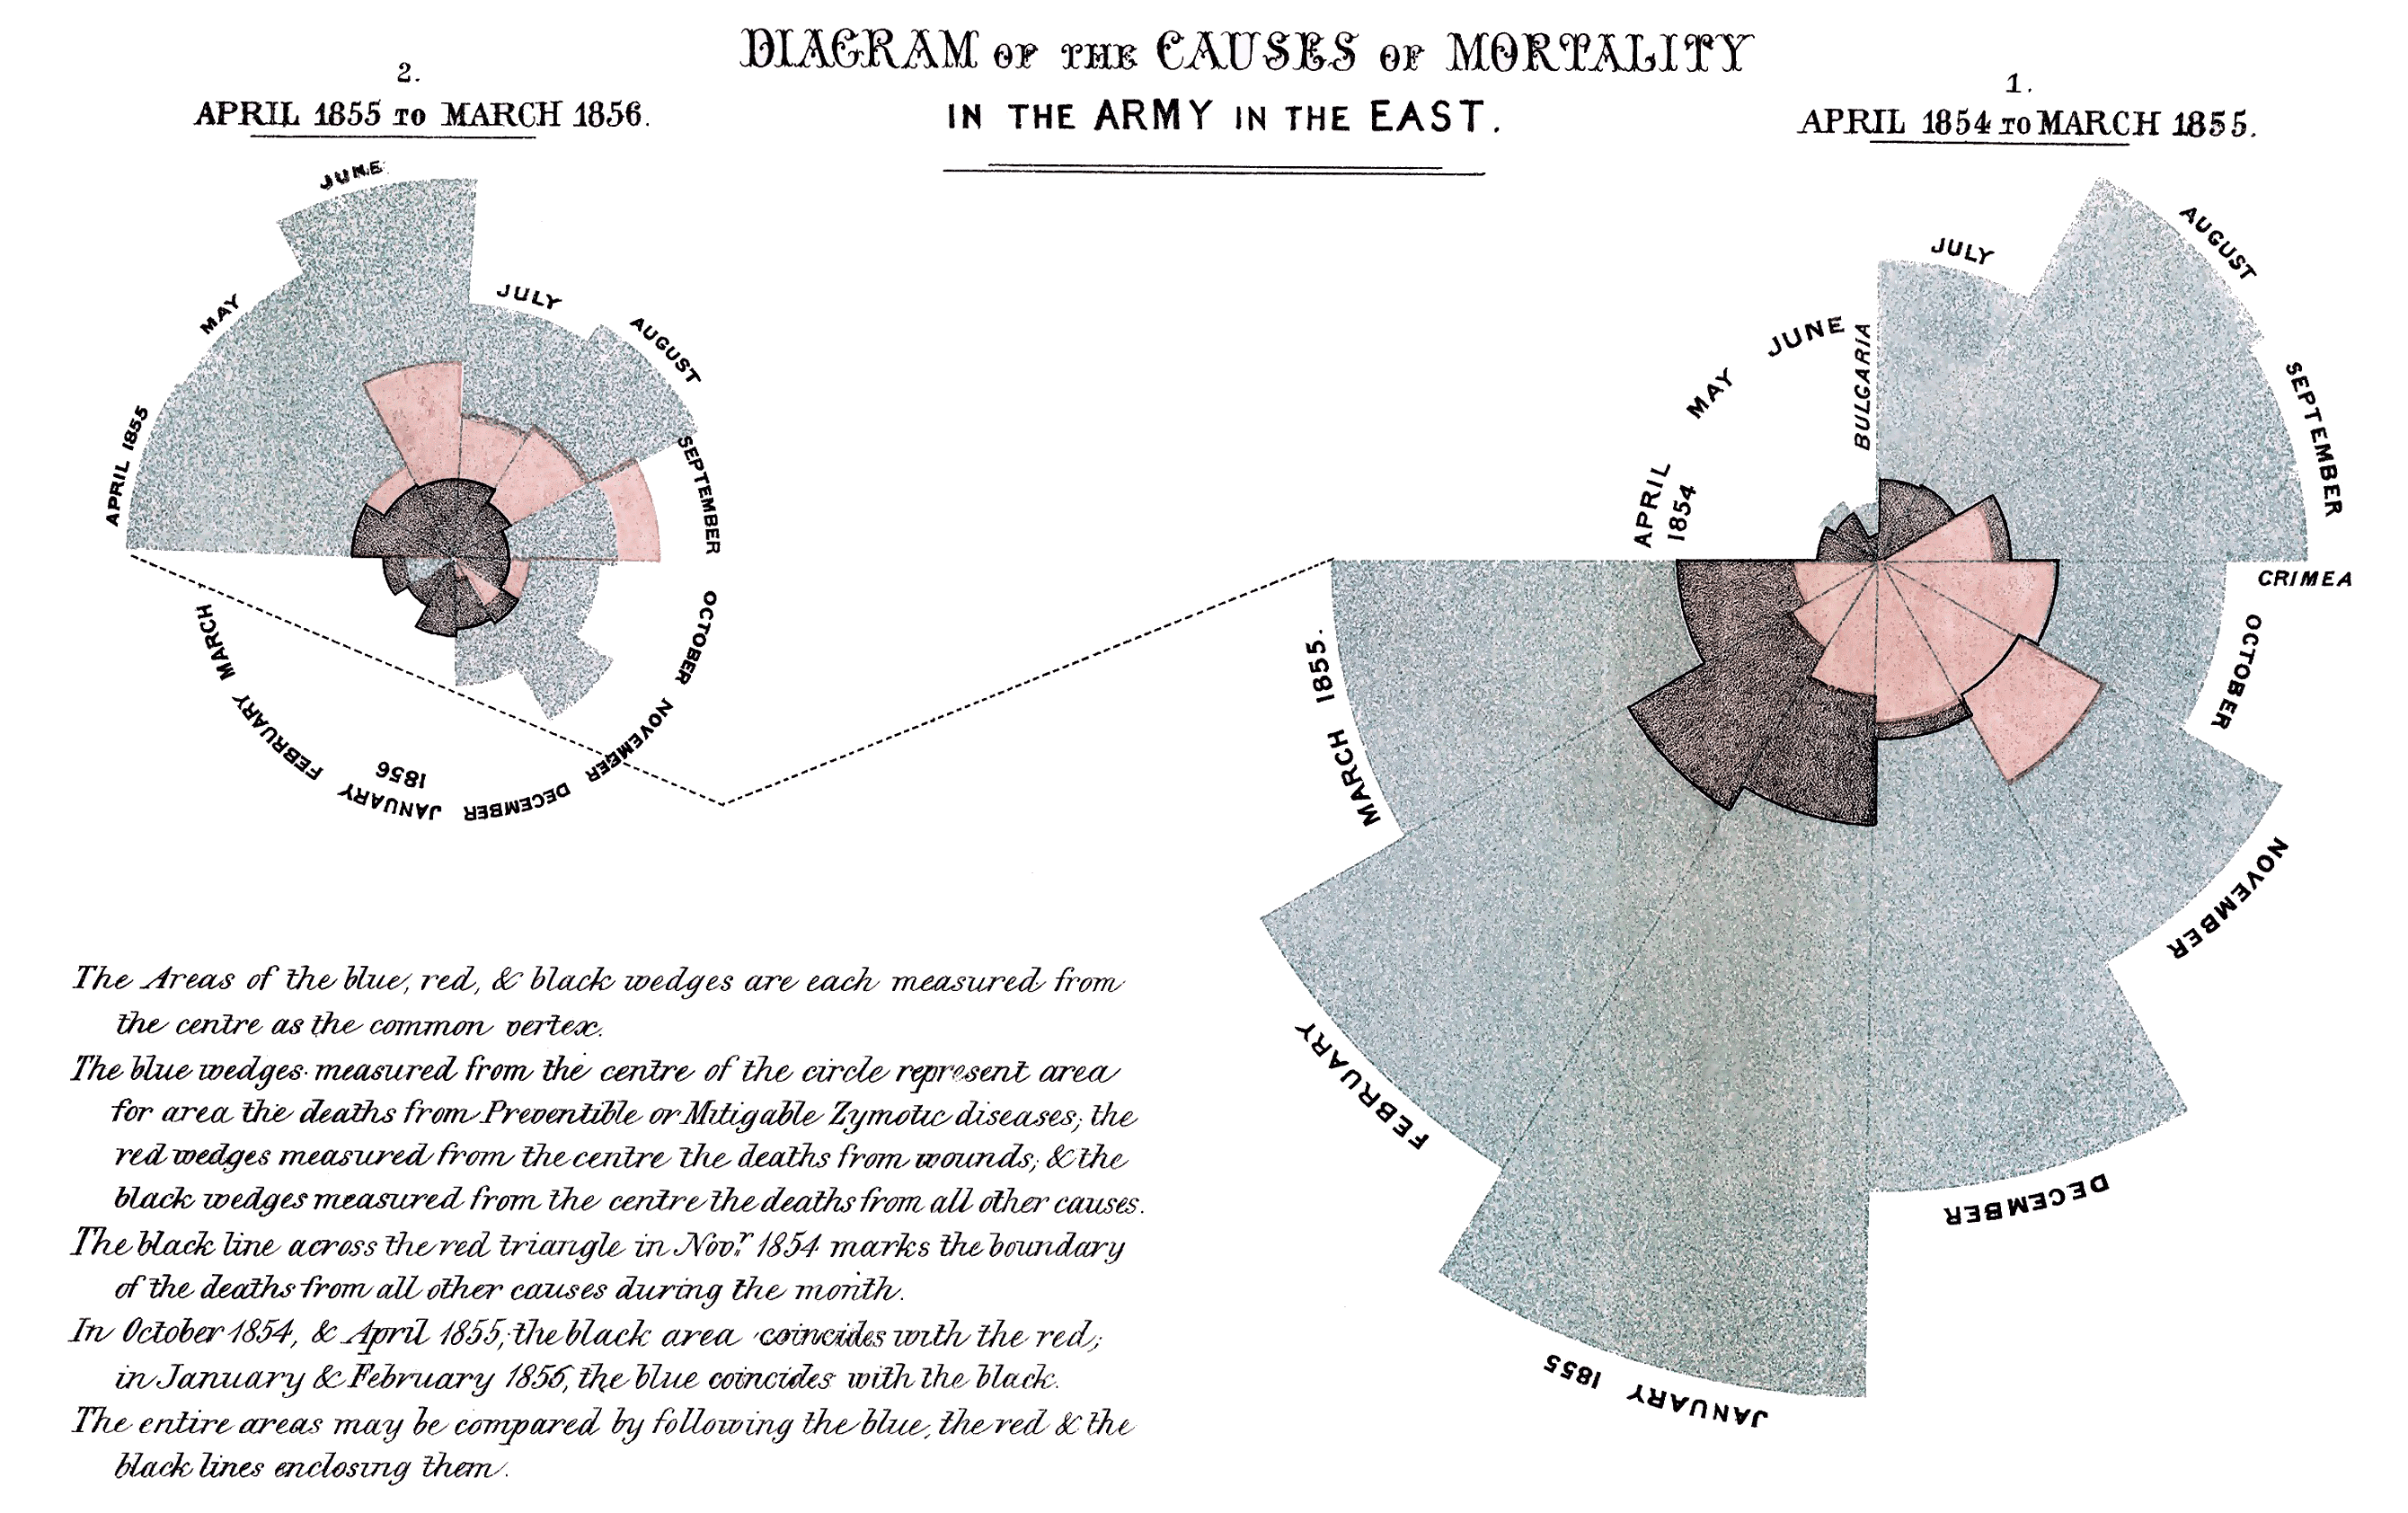 DIAGRAM OF THE CAUSES OF MORTALITY
IN THE ARMY IN THE EAST.
2.
APRIL 1855 TO MARCH 1856.
1.
APRIL 1854 TO MARCH 1855.
JUNE
MAY
APRIL 1855
JULY
AUGUST
SEPTEMBER
OCTOBER
NOVEMBER
DECEMBER
JANUARY
1856
FEBRUARY
MARCH
APRIL
1854
MAY
JUNE
BULGARIA
JULY
AUGUST
SEPTEMBER
CRIMEA
OCTOBER
NOVEMBER
DECEMBER
JANUARY 1855
FEBRUARY
MARCH 1855.
The Areas of the blue, red, & black wedges are each measured from
the centre as the common vertex.
The blue wedges measured from the centre of the circle represent area
for area the deaths from Preventible or Mitigable Zymotic diseases; the
red wedges measured from the centre the deaths from wounds; & the
black wedges measured from the centre the deaths from all other causes.
The black line across the red triangle in Novr. 1854 marks the boundary
of the deaths from all other causes during the month.
In October 1854, & April 1855, the black area coincides with the red;
in January & February 1856, the blue coincides with the black.
The entire areas may be compared by following the blue, the red & the
black lines enclosing them.